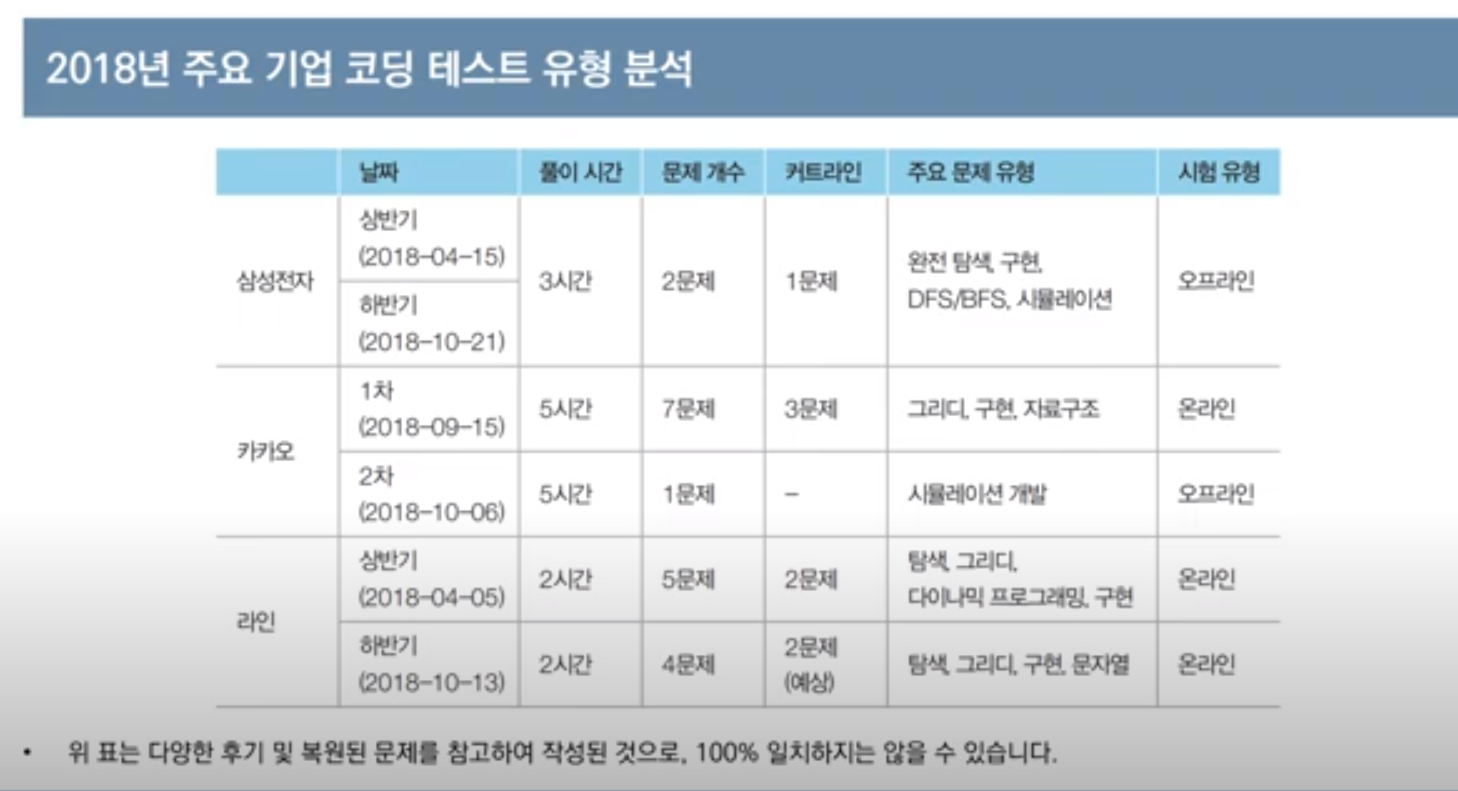 2018년 주요 기업 코딩 테스트 유형 분석
날짜 풀이 시간 문제 개수 커트라인 주요 문제 유형 시험 유형
삼성전자
상반기
(2018-04-15)
하반기
(2018-10-21)
3시간 2문제 1문제
완전 탐색, 구현,
DFS/BFS, 시뮬레이션
오프라인
카카오
1차
(2018-09-15)
5시간 7문제 3문제 그리디, 구현, 자료구조 온라인
2차
(2018-10-06)
5시간 1문제 - 시뮬레이션 개발 오프라인
라인
상반기
(2018-04-05)
2시간 5문제 2문제
탐색, 그리디,
다이나믹 프로그래밍, 구현
온라인
하반기
(2018-10-13)
2시간 4문제
2문제
(예상)
탐색, 그리디, 구현, 문자열 온라인
• 위 표는 다양한 후기 및 복원된 문제를 참고하여 작성된 것으로, 100% 일치하지는 않을 수 있습니다.